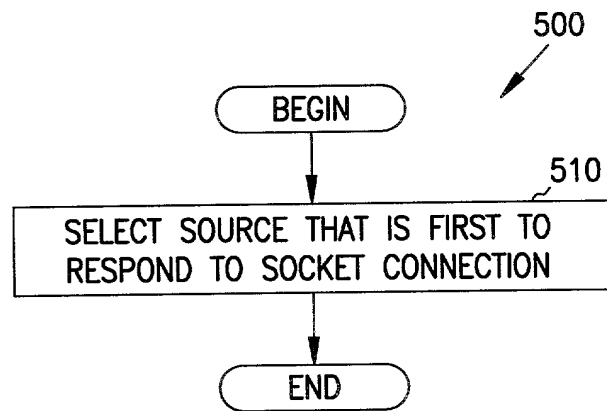 500
BEGIN
510
SELECT SOURCE THAT IS FIRST TO
RESPOND TO SOCKET CONNECTION
END